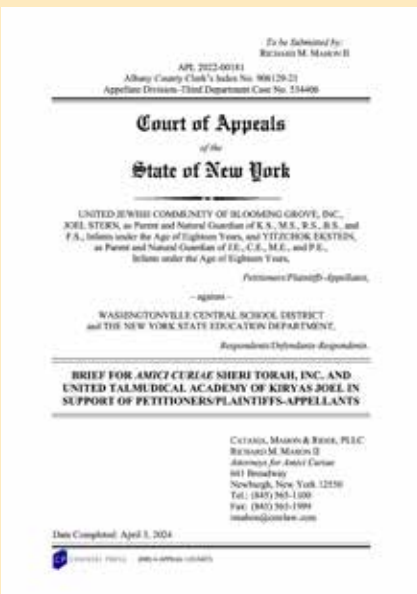 To be Submitted by:
RICHARD M. MAHON II
APL 2022-00181
Albany County Clerk's Index No. 906129-21
Appellate Division–Third Department Case No. 534406
Court of Appeals
of the
State of New York
UNITED JEWISH COMMUNITY OF BLOOMING GROVE, INC.,
JOEL STERN, as Parent and Natural Guardian of K.S., M.S., R.S., B.S., and
F.S., Infants under the Age of Eighteen Years, and YITZCHOK EKSTEIN,
as Parent and Natural Guardian of J.E., C.E., M.E., and P.E.,
Infants under the Age of Eighteen Years,
Petitioners/Plaintiffs-Appellants,
– against –
WASHINGTONVILLE CENTRAL SCHOOL DISTRICT
and THE NEW YORK STATE EDUCATION DEPARTMENT,
Respondents/Defendants-Respondents.
BRIEF FOR AMICI CURIAE SHERI TORAH, INC. AND
UNITED TALMUDICAL ACADEMY OF KIRYAS JOEL IN
SUPPORT OF PETITIONERS/PLAINTIFFS-APPELLANTS
CATANIA, MAHON & RIDER, PLLC
RICHARD M. MAHON II
Attorneys for Amici Curiae
641 Broadway
Newburgh, New York 12550
Tel.: (845) 565-1100
Fax: (845) 565-1999
rmahon@cmrlaw.com
Date Completed: April 3, 2024
CP COUNSEL PRESS